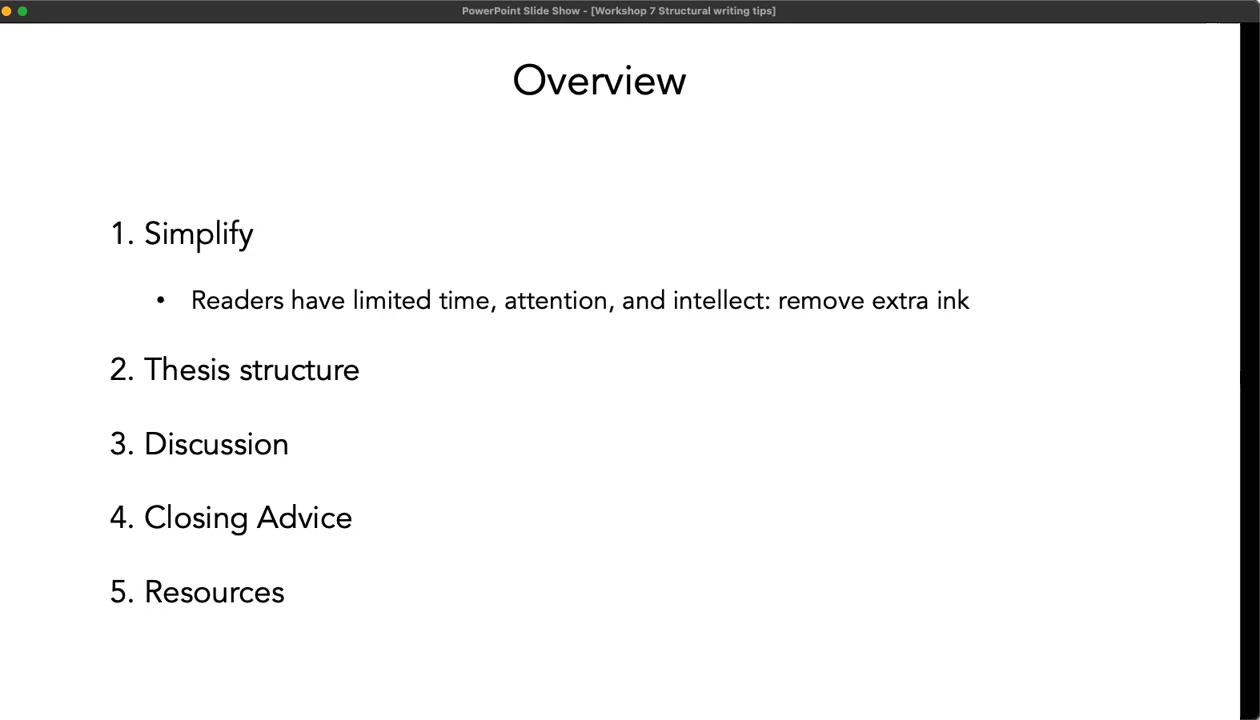 PowerPoint Slide Show - [Workshop 7 Structural writing tips]
Overview
1. Simplify
• Readers have limited time, attention, and intellect: remove extra ink
2. Thesis structure
3. Discussion
4. Closing Advice
5. Resources